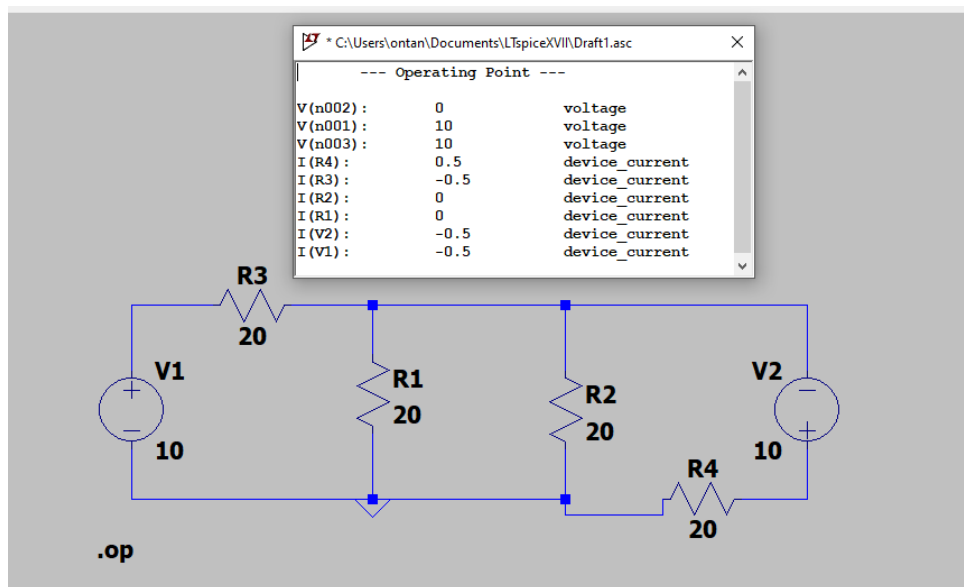 * C:\Users\ontan\Documents\LTspiceXVII\Draft1.asc
--- Operating Point ---
V(n002): 0 voltage
V(n001): 10 voltage
V(n003): 10 voltage
I(R4): 0.5 device_current
I(R3): -0.5 device_current
I(R2): 0 device_current
I(R1): 0 device_current
I(V2): -0.5 device_current
I(V1): -0.5 device_current
R3
20
V1
10
R1
20
R2
20
V2
10
R4
20
.op